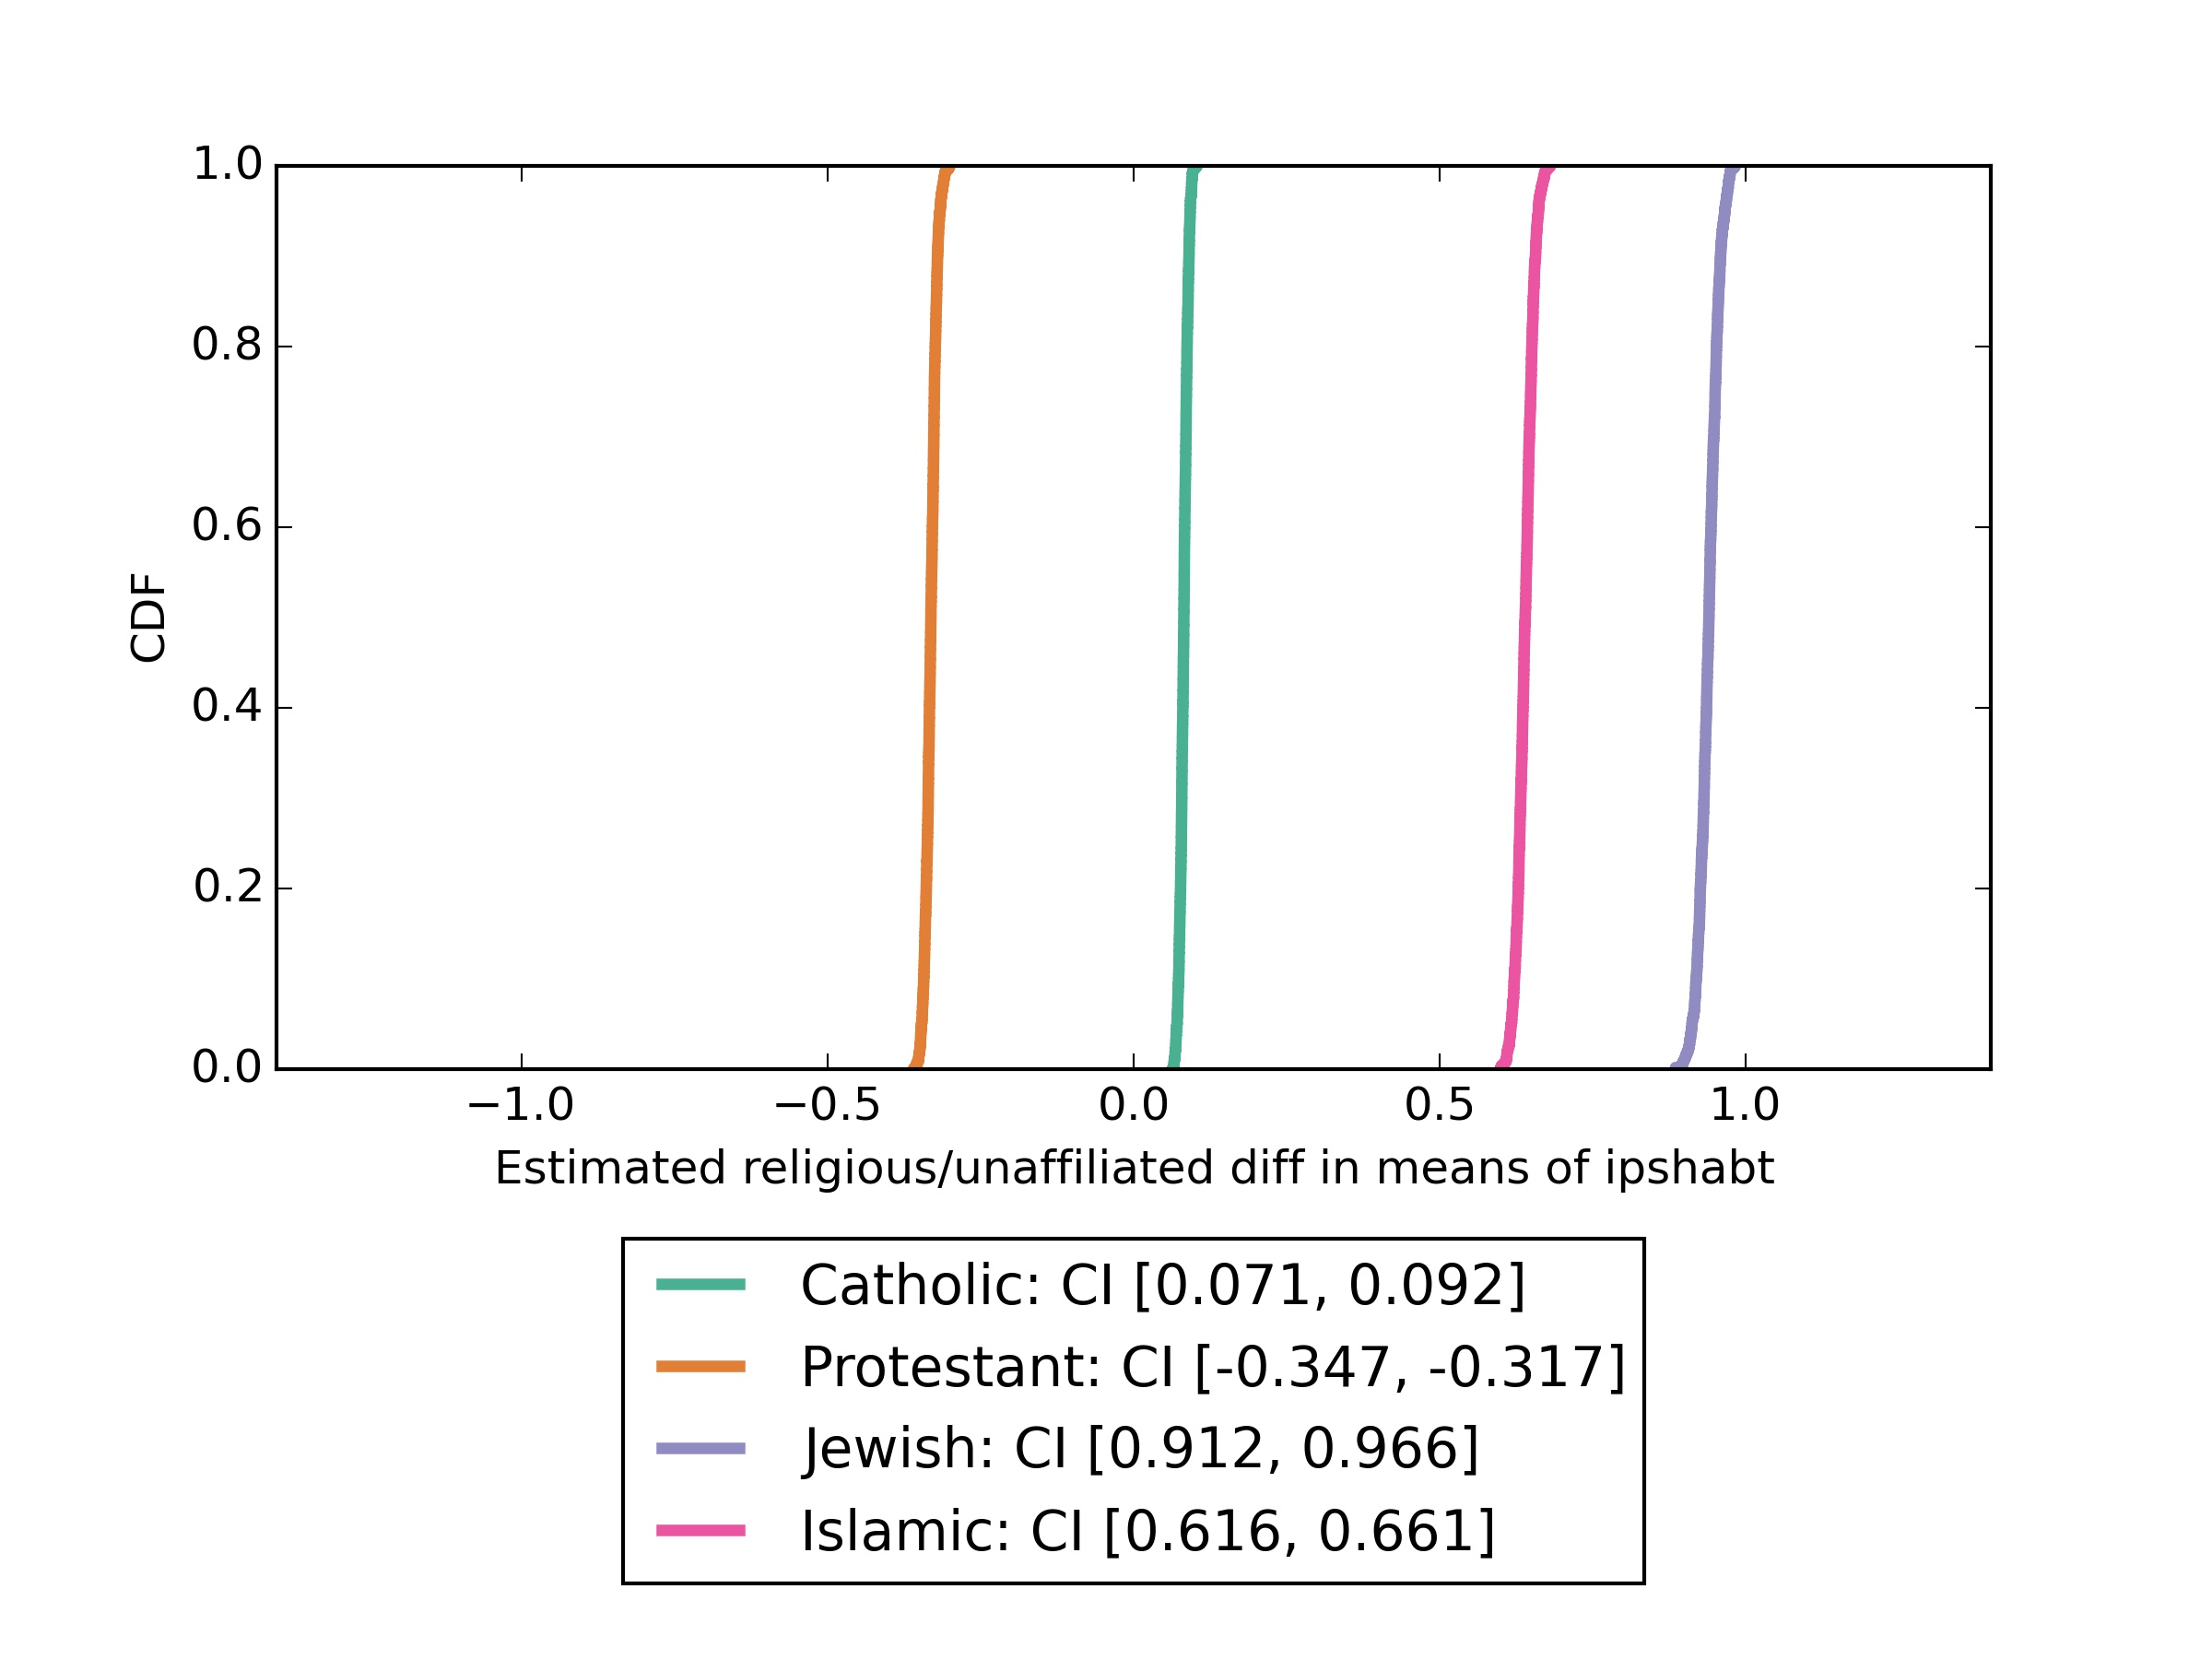 1.0
0.8
0.6
0.4
0.2
0.0
CDF
−1.0 −0.5 0.0 0.5 1.0
Estimated religious/unaffiliated diff in means of ipshabt
Catholic: CI [0.071, 0.092]
Protestant: CI [-0.347, -0.317]
Jewish: CI [0.912, 0.966]
Islamic: CI [0.616, 0.661]